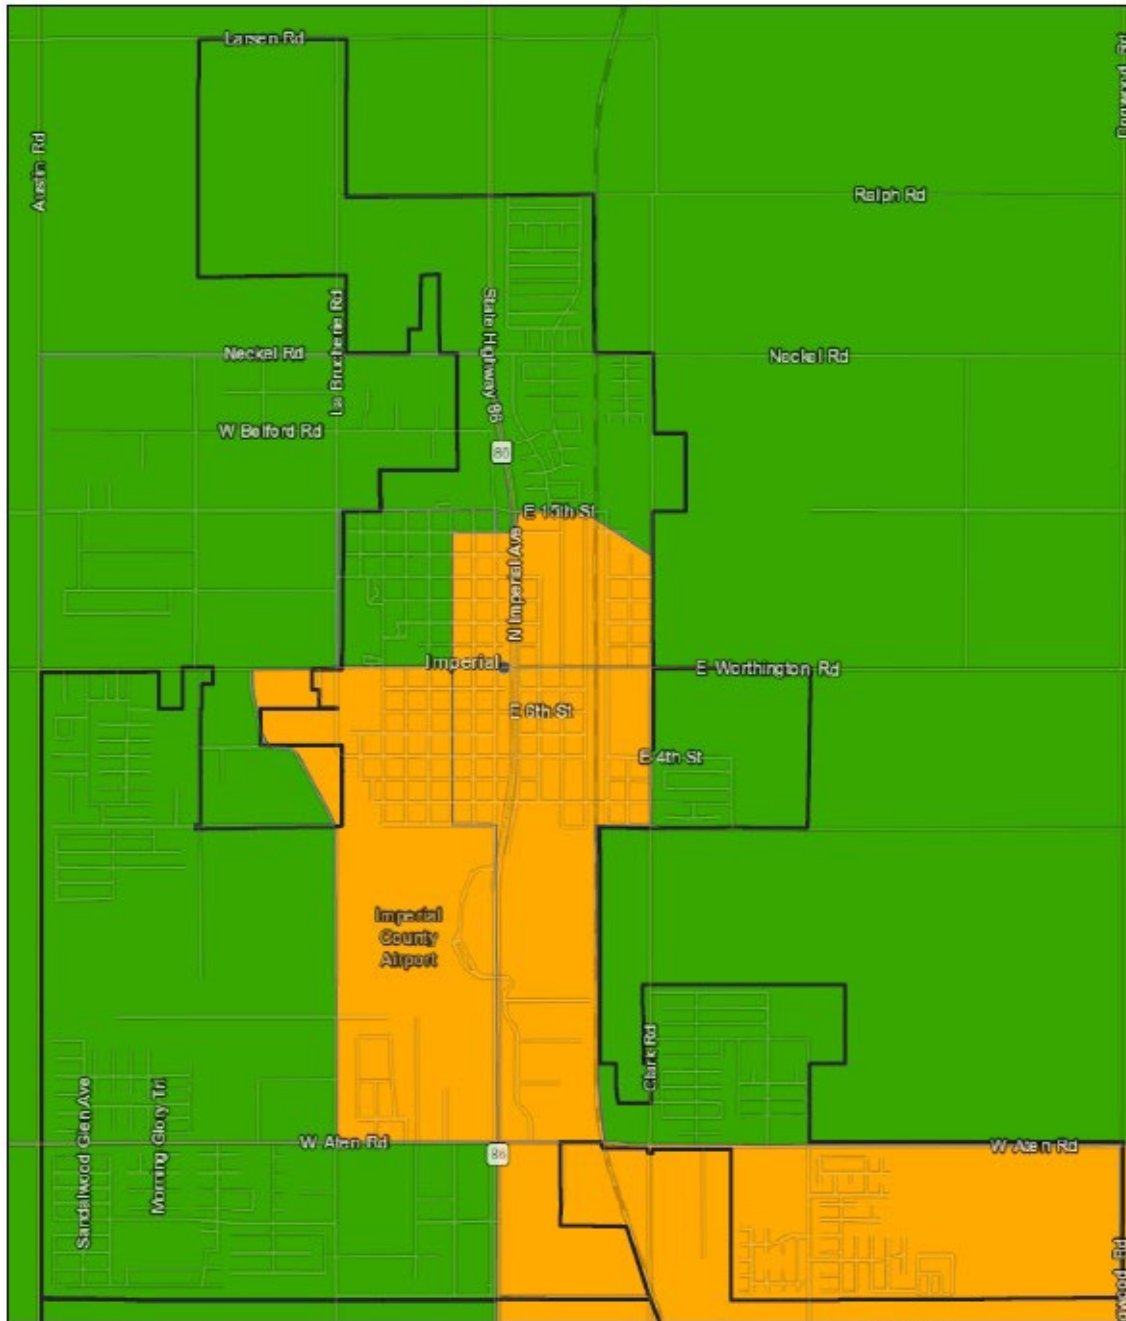 Larsen Rd
Austin Rd
Ralph Rd
La Brucherie Rd
State Highway 86
Neckel Rd
Neckel Rd
W Belford Rd
86
E 15th St
N Imperial Ave
Imperial
E Worthington Rd
E 6th St
E 4th St
Imperial
County
Airport
Clark Rd
Sandalwood Glen Ave
Morning Glory Trl
W Aten Rd
86
W Aten Rd